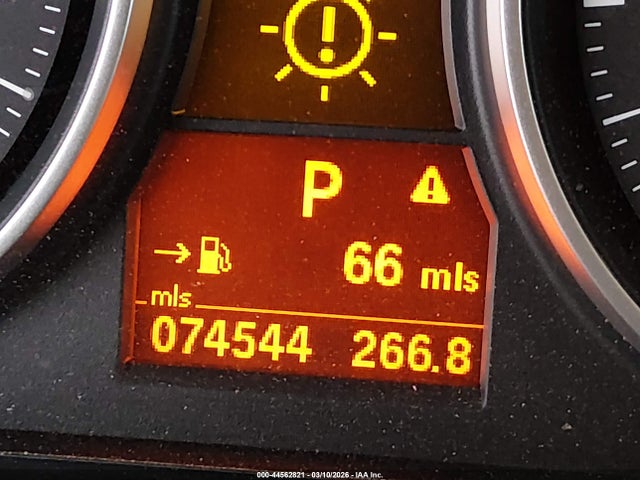 P
66 mls
mls
074544 266.8
000-44562821 - 03/10/2026 - IAA Inc.